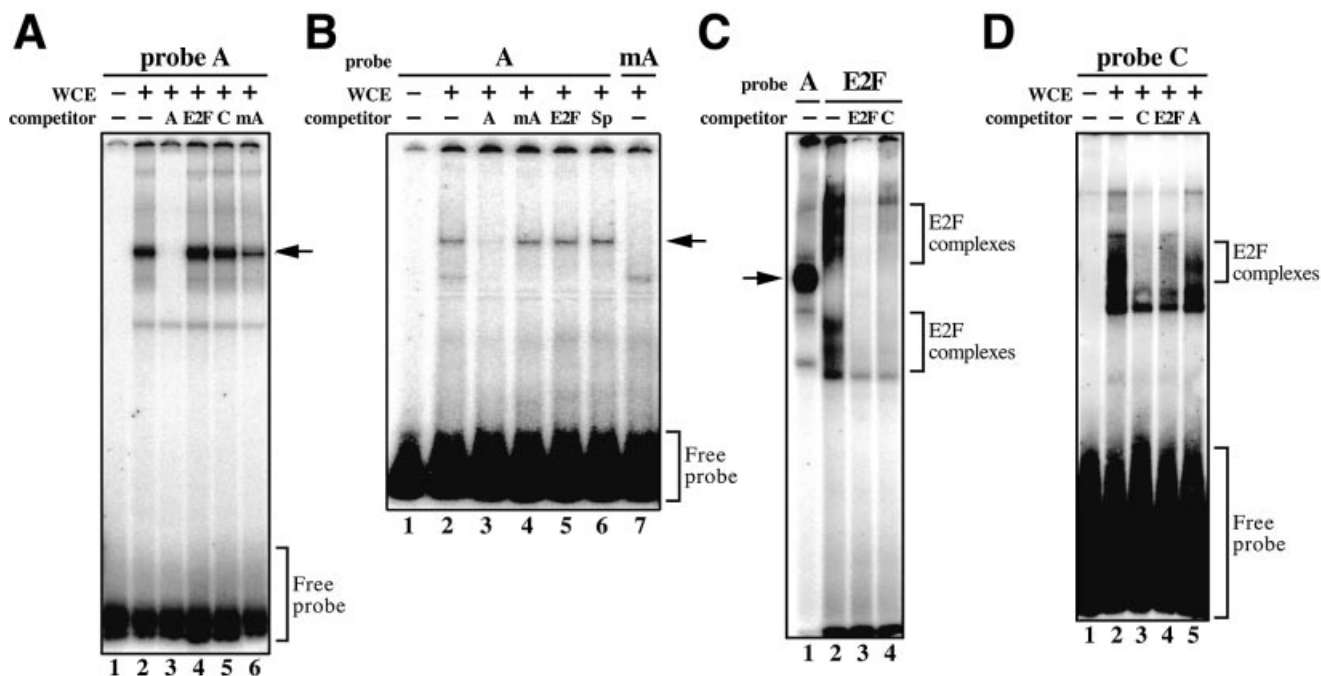 A
probe A
WCE – + + + + +
competitor – – A E2F C mA
Free
probe
1 2 3 4 5 6
B
probe A mA
WCE – + + + + + +
competitor – – A mA E2F Sp –
Free
probe
1 2 3 4 5 6 7
C
probe A E2F
WCE + + + +
competitor – – E2F C
E2F
complexes
E2F
complexes
1 2 3 4
D
probe C
WCE – + + + +
competitor – – C E2F A
E2F
complexes
Free
probe
1 2 3 4 5